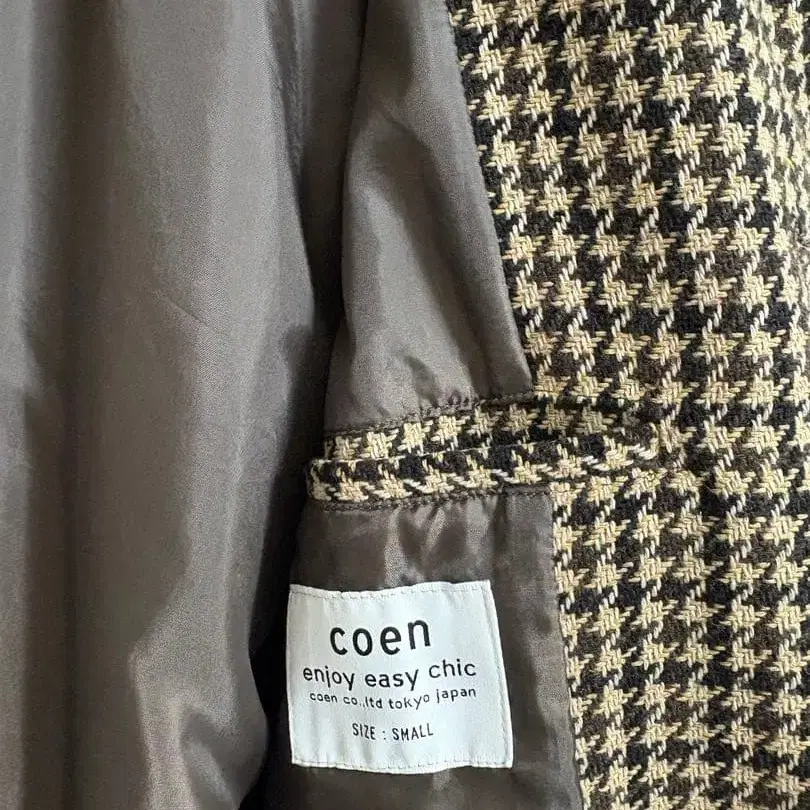 coen
enjoy easy chic
coen co.,ltd tokyo japan
SIZE : SMALL